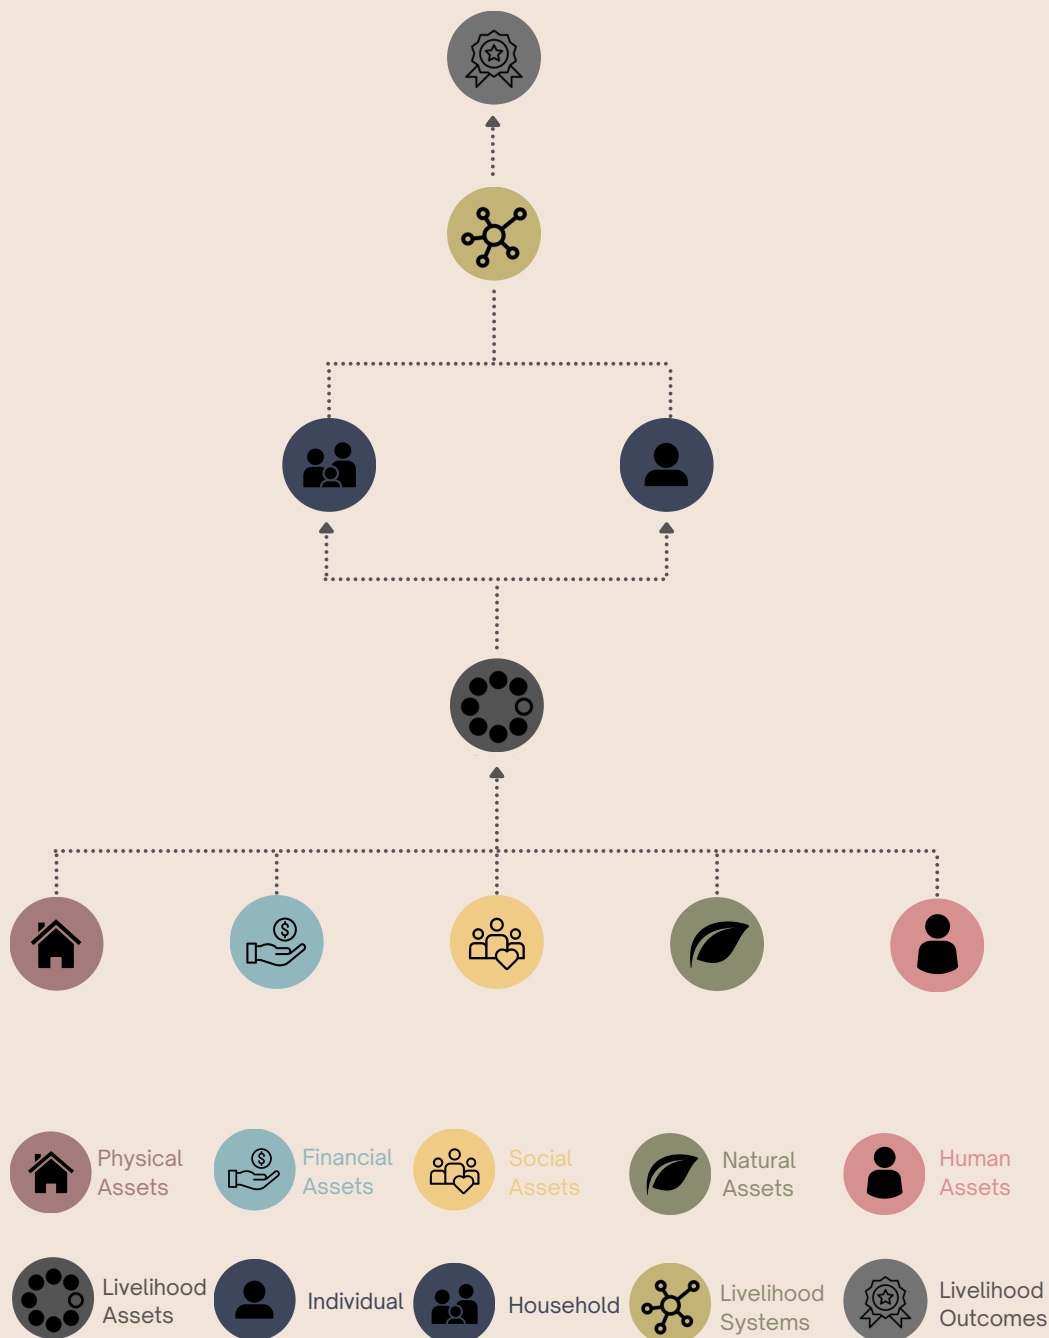 Physical
Assets
Financial
Assets
Social
Assets
Natural
Assets
Human
Assets
Livelihood
Assets
Individual
Household
Livelihood
Systems
Livelihood
Outcomes